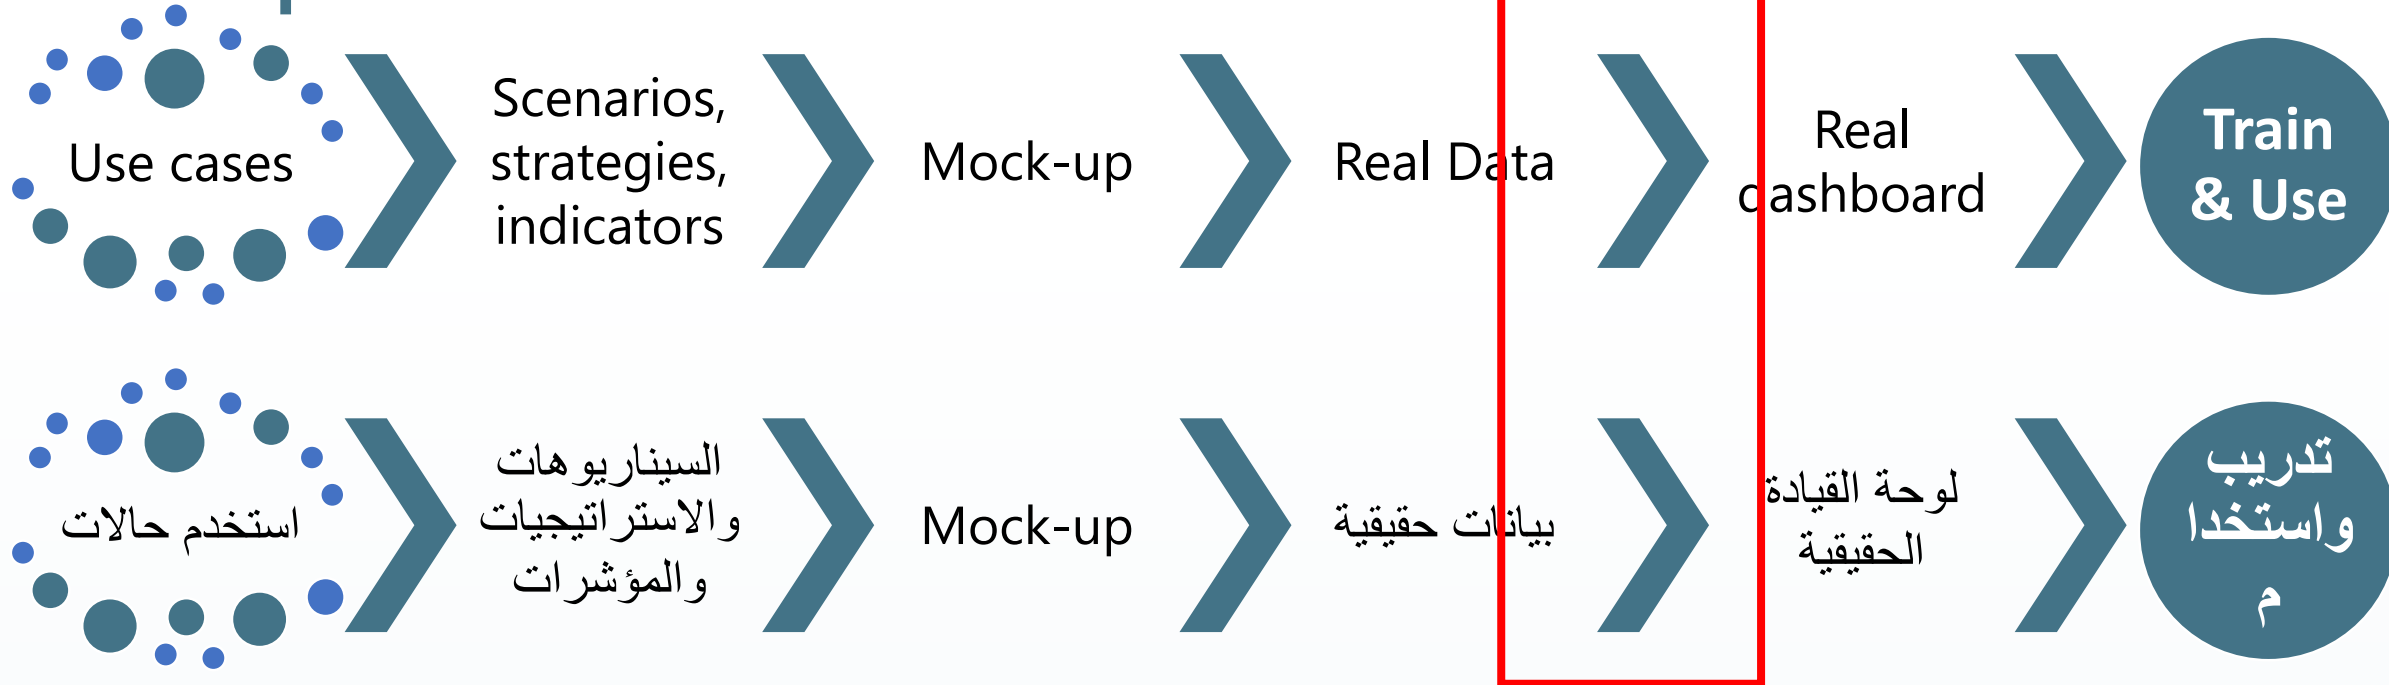 Use cases
Scenarios,
strategies,
indicators
Mock-up
Real Data
Real
dashboard
Train
& Use
استخدم حالات
السيناريوهات
والاستراتيجيات
والمؤشرات
Mock-up
بيانات حقيقية
لوحة القيادة
الحقيقية
تدريب
واستخدا
م